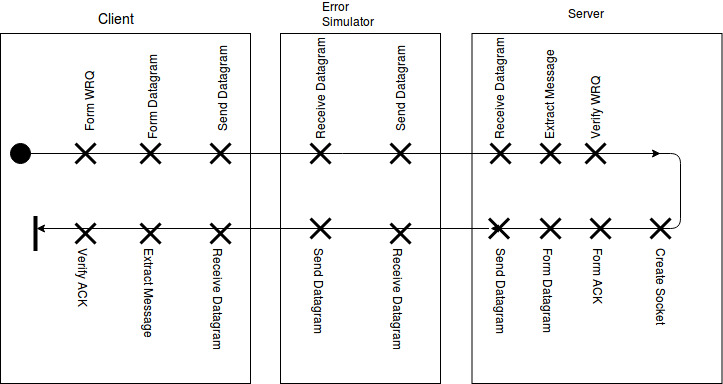 Client
Error
Simulator
Server
Form WRQ
Form Datagram
Send Datagram
Receive Datagram
Send Datagram
Receive Datagram
Extract Message
Verify WRQ
Verify ACK
Extract Message
Receive Datagram
Send Datagram
Receive Datagram
Send Datagram
Form Datagram
Form ACK
Create Socket